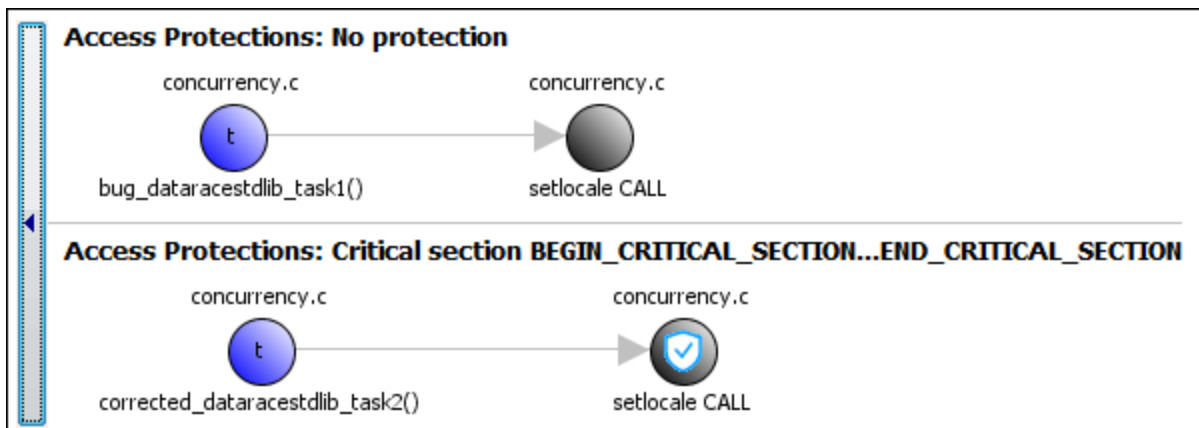 Access Protections: No protection
concurrency.c concurrency.c
t
bug_dataracestdlib_task1() setlocale CALL
Access Protections: Critical section BEGIN_CRITICAL_SECTION...END_CRITICAL_SECTION
concurrency.c concurrency.c
t
corrected_dataracestdlib_task2() setlocale CALL